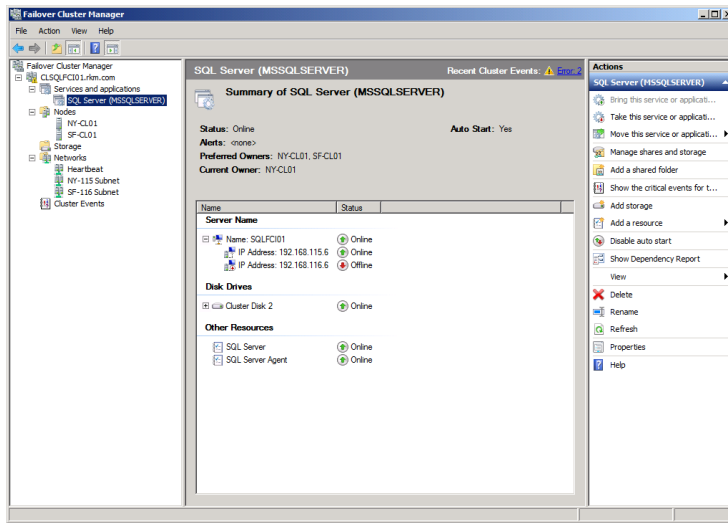 Failover Cluster Manager
File Action View Help
Failover Cluster Manager
CLSQLFCI01.rkm.com
Services and applications
SQL Server (MSSQLSERVER)
Nodes
NY-CL01
SF-CL01
Storage
Networks
Heartbeat
NY-115 Subnet
SF-116 Subnet
Cluster Events
SQL Server (MSSQLSERVER) Recent Cluster Events: Error: 2
Summary of SQL Server (MSSQLSERVER)
Status: Online Auto Start: Yes
Alerts: <none>
Preferred Owners: NY-CL01, SF-CL01
Current Owner: NY-CL01
Name Status
Server Name
Name: SQLFCI01 Online
IP Address: 192.168.115.6 Online
IP Address: 192.168.116.6 Offline
Disk Drives
Cluster Disk 2 Online
Other Resources
SQL Server Online
SQL Server Agent Online
Actions
SQL Server (MSSQLSERVER)
Bring this service or applicati...
Take this service or applicati...
Move this service or applicati...
Manage shares and storage
Add a shared folder
Show the critical events for t...
Add storage
Add a resource
Disable auto start
Show Dependency Report
View
Delete
Rename
Refresh
Properties
Help